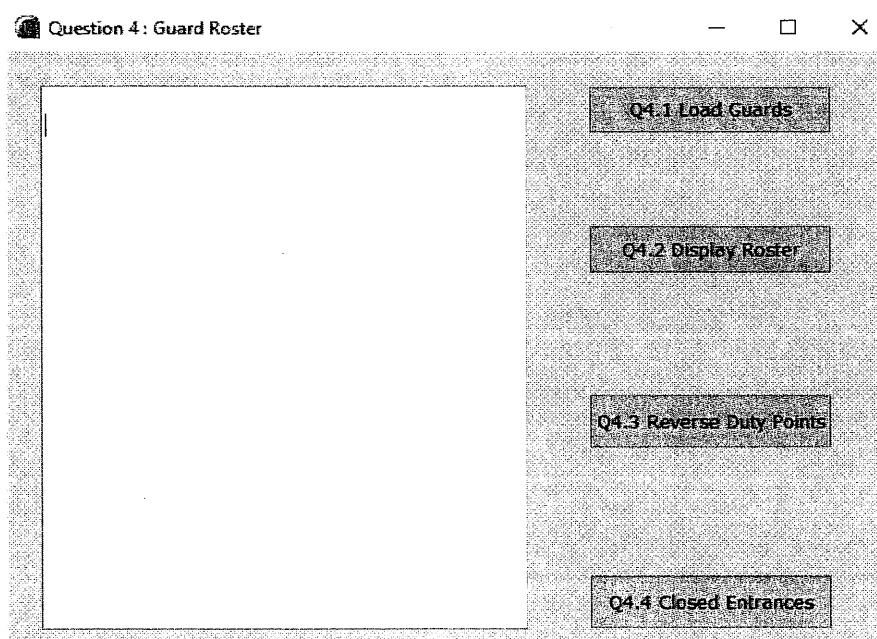 Question 4 : Guard Roster
Q4.1 Load Guards
Q4.2 Display Roster
Q4.3 Reverse Duty Points
Q4.4 Closed Entrances